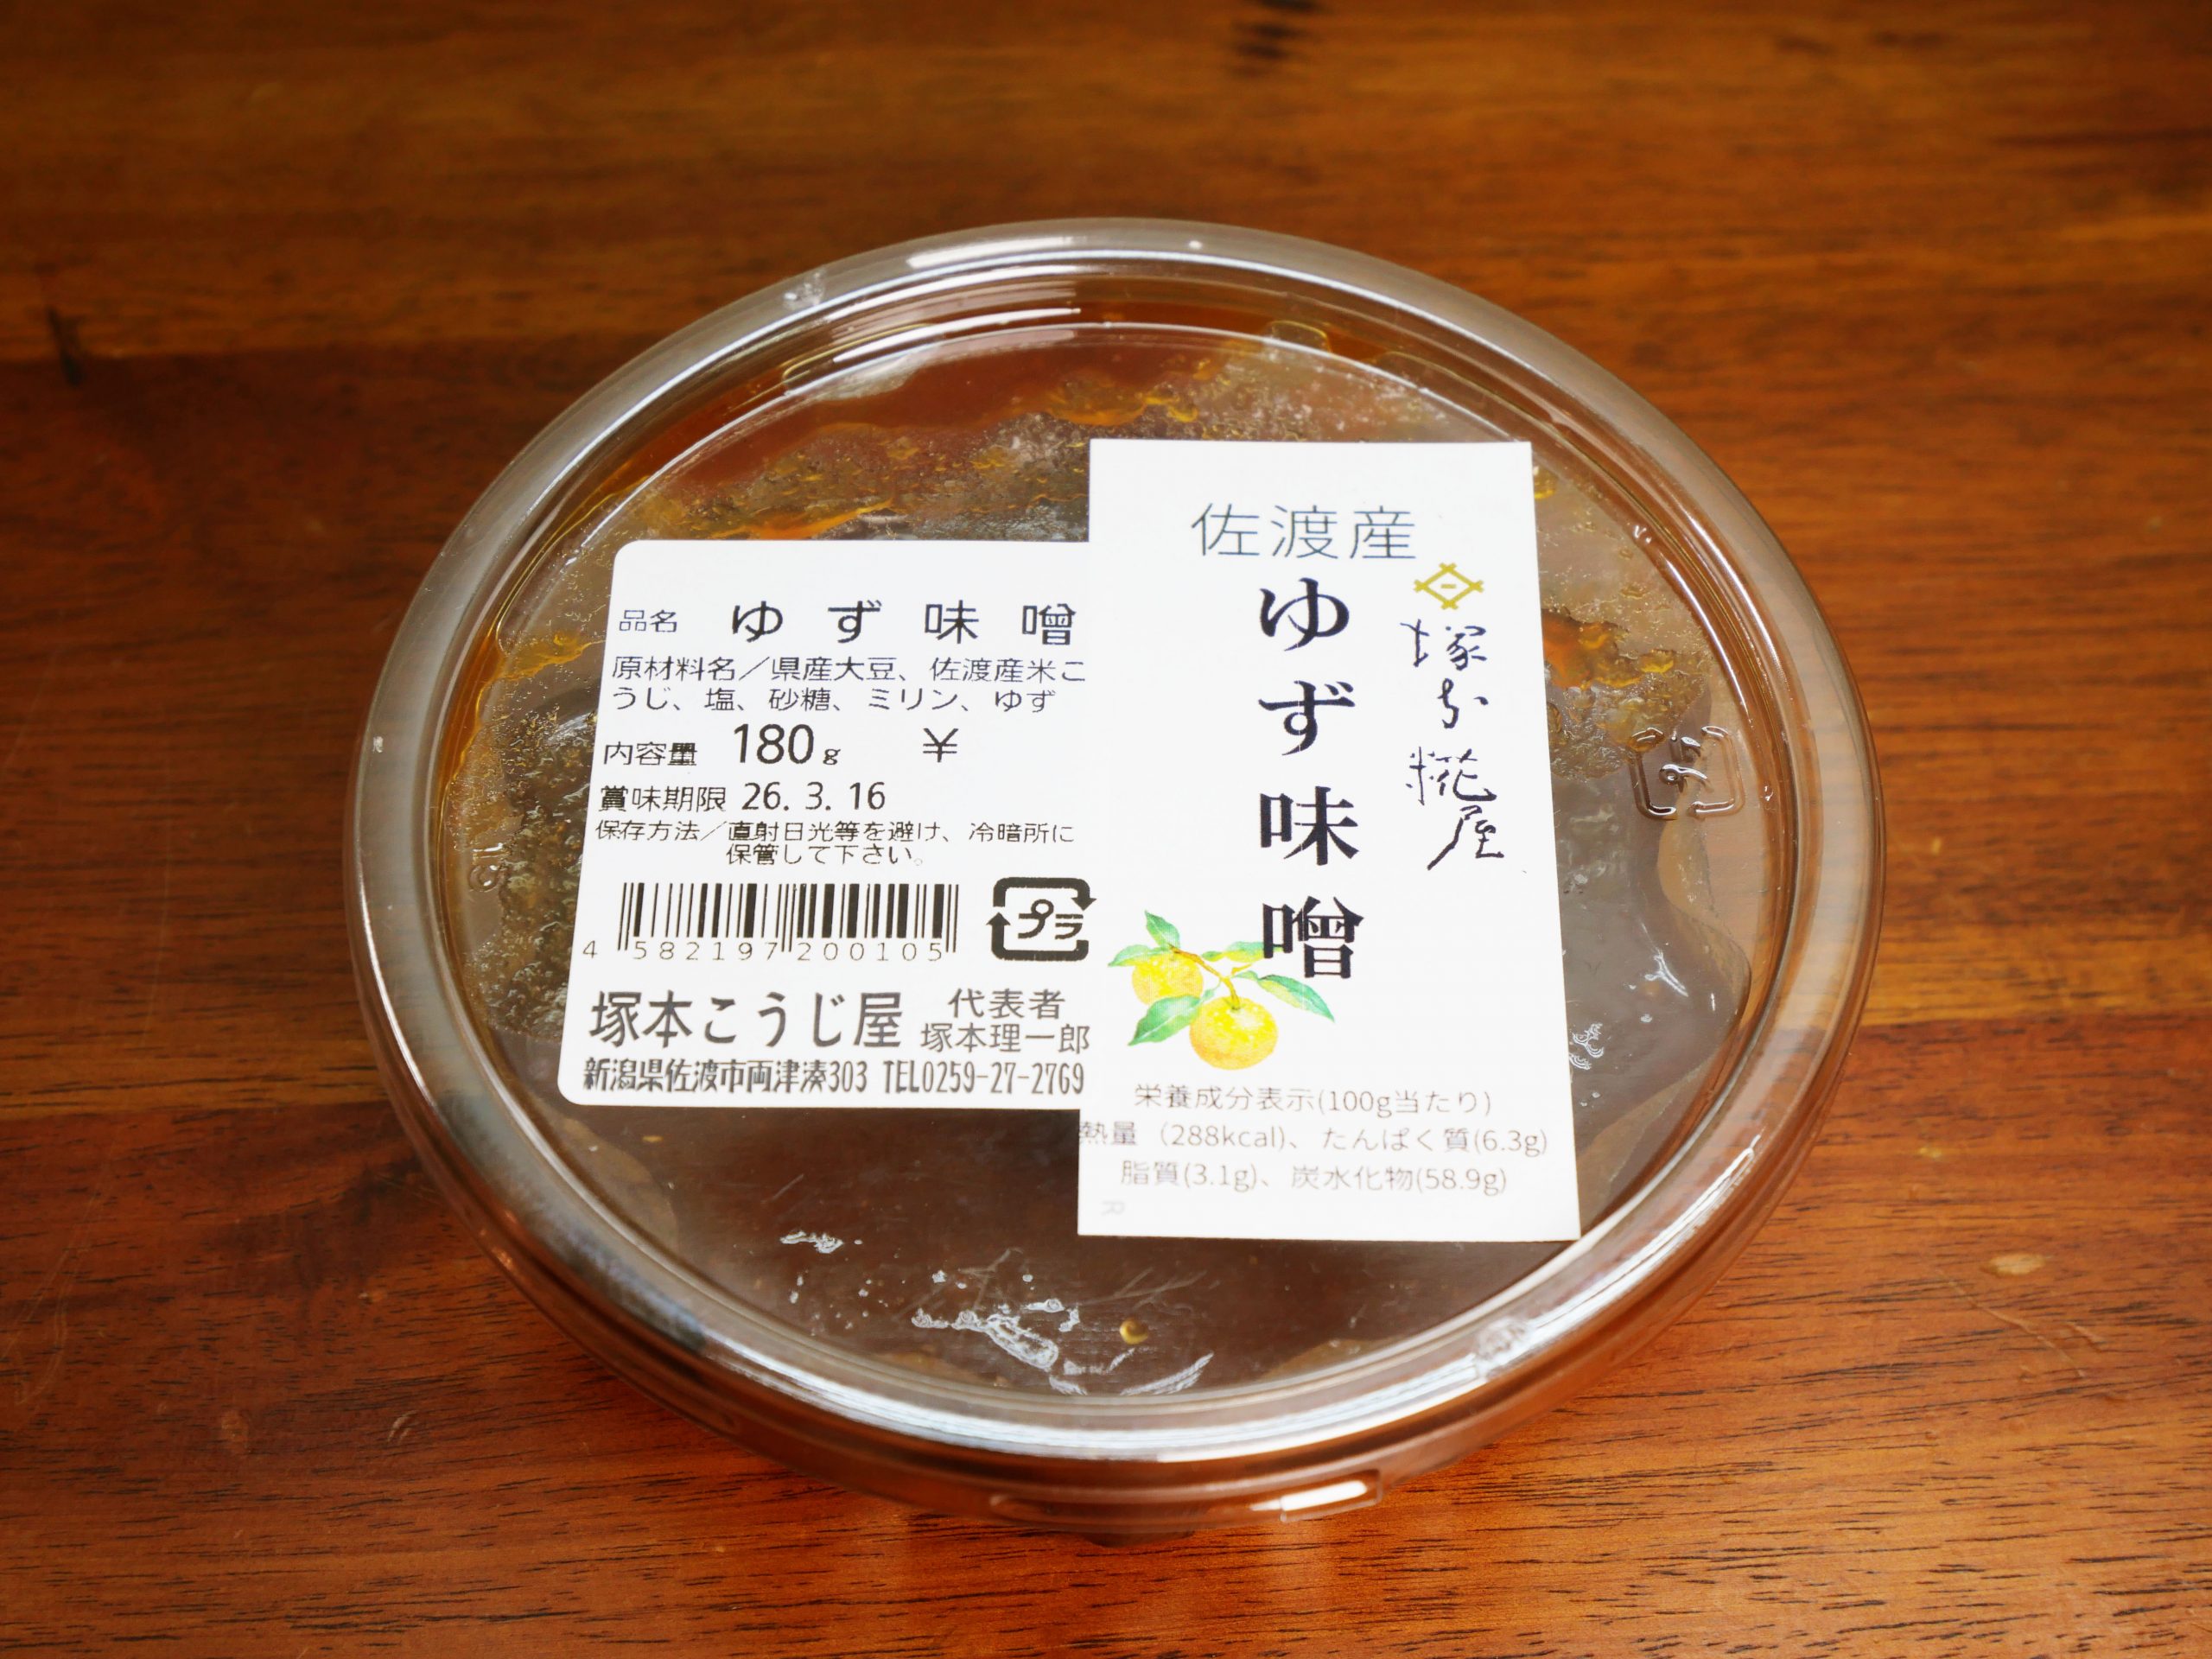 品名 ゆず味噌
原材料名／県産大豆、佐渡産米こ
うじ、塩、砂糖、ミリン、ゆず
内容量 180g ¥
賞味期限 26. 3. 16
保存方法／直射日光等を避け、冷暗所に
保管して下さい。
4 582197 200105
プラ
塚本こうじ屋 代表者
塚本理一郎
新潟県佐渡市両津湊303 TEL0259-27-2769
佐渡産
ゆず味噌
塚本糀屋
栄養成分表示(100g当たり)
熱量（288kcal)、たんぱく質(6.3g)
脂質(3.1g)、炭水化物(58.9g)